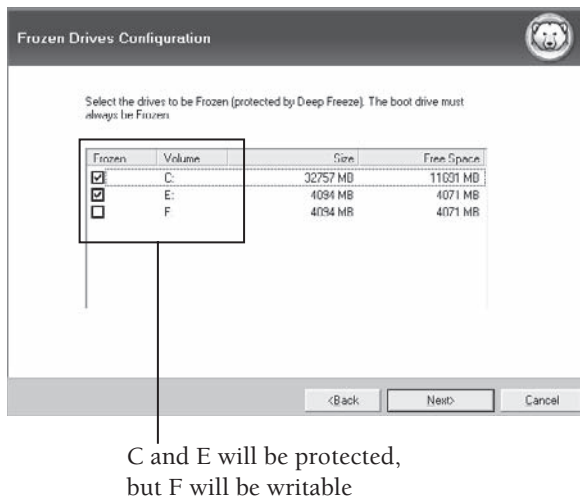 Frozen Drives Configuration
Select the drives to be Frozen (protected by Deep Freeze). The boot drive must
always be Frozen
Frozen Volume Size Free Space
C: 32757 MB 11691 MB
E: 4094 MB 4071 MB
F 4094 MB 4071 MB
<Back Next> Cancel
C and E will be protected,
but F will be writable